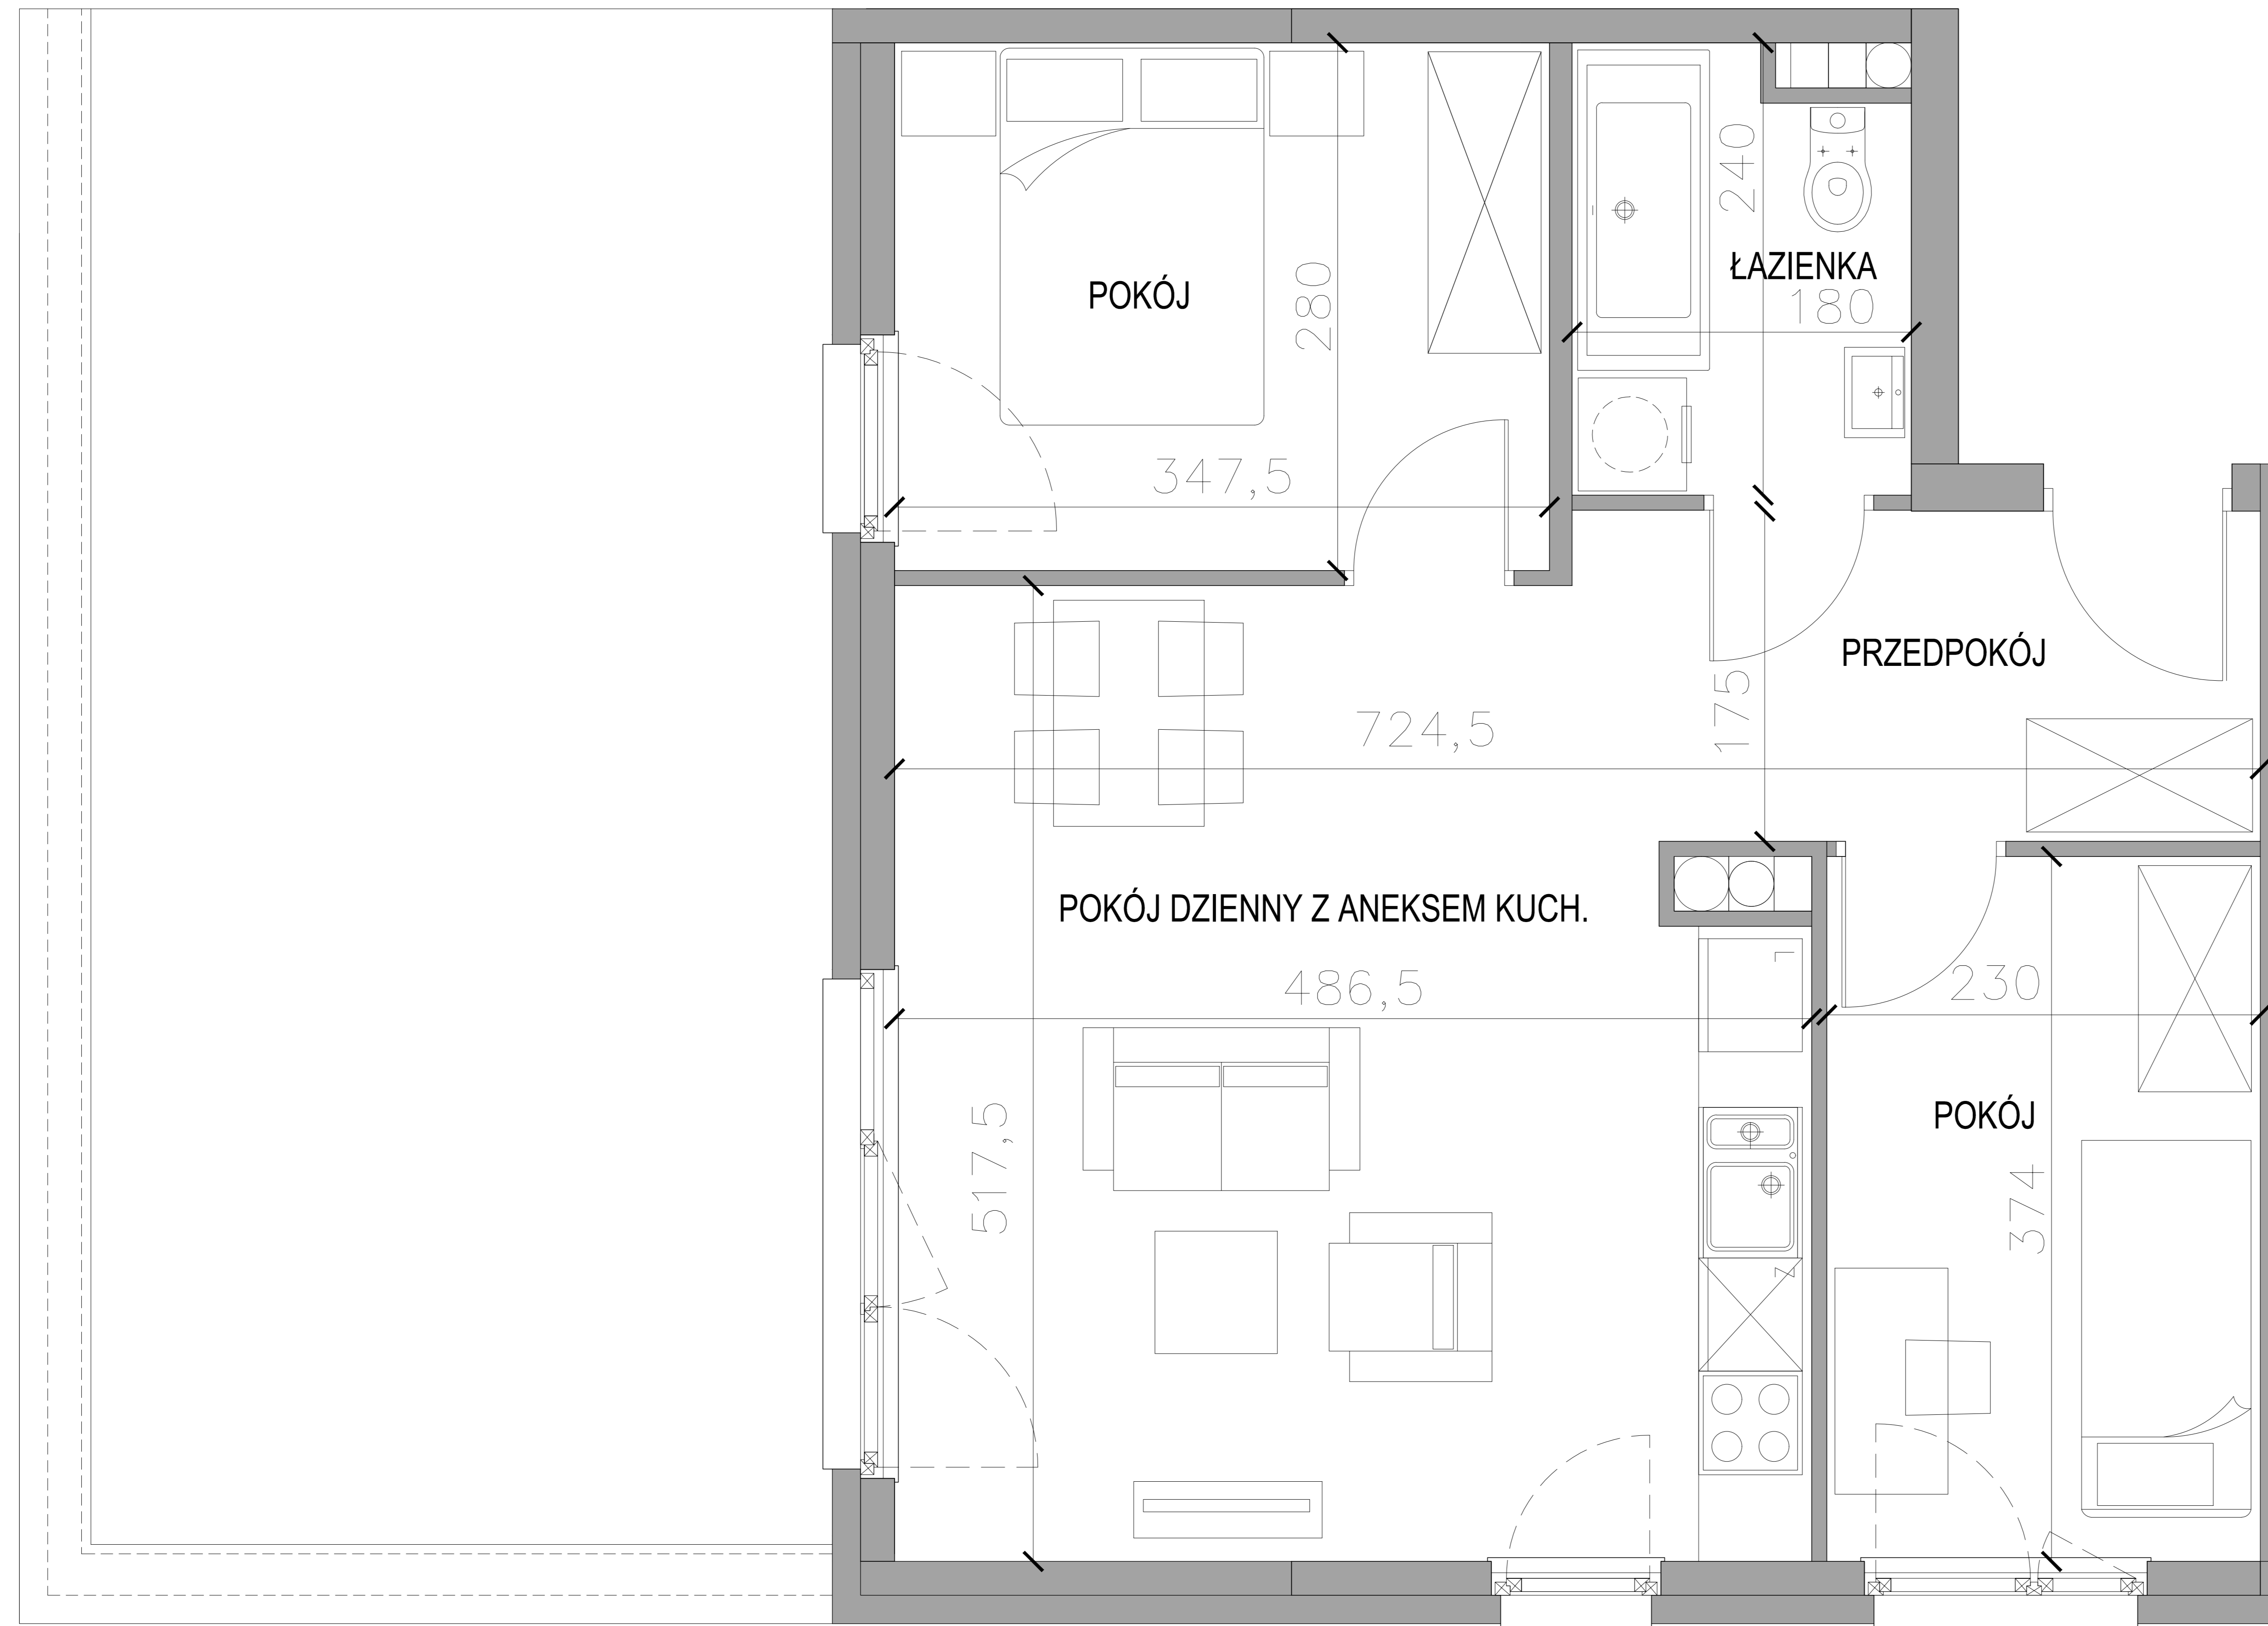 240
ŁAZIENKA
180
POKÓJ
280
347,5
PRZEDPOKÓJ
175
724,5
POKÓJ DZIENNY Z ANEKSEM KUCH.
486,5
230
L
POKÓJ
517,5
374
Z